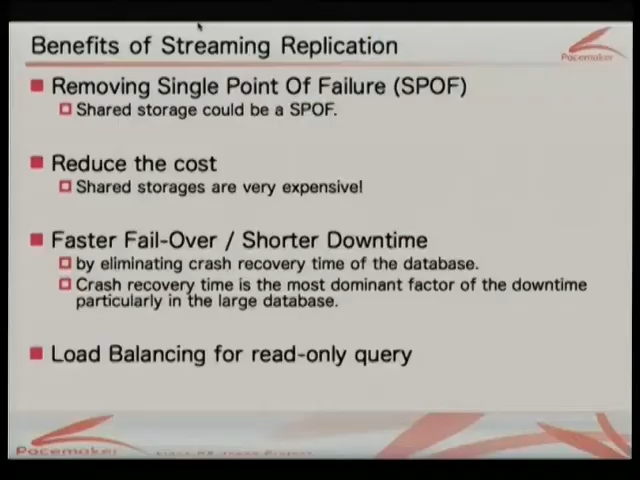 Benefits of Streaming Replication
Pacemaker
Removing Single Point Of Failure (SPOF)
Shared storage could be a SPOF.
Reduce the cost
Shared storages are very expensive!
Faster Fail-Over / Shorter Downtime
by eliminating crash recovery time of the database.
Crash recovery time is the most dominant factor of the downtime
particularly in the large database.
Load Balancing for read-only query
Pacemaker